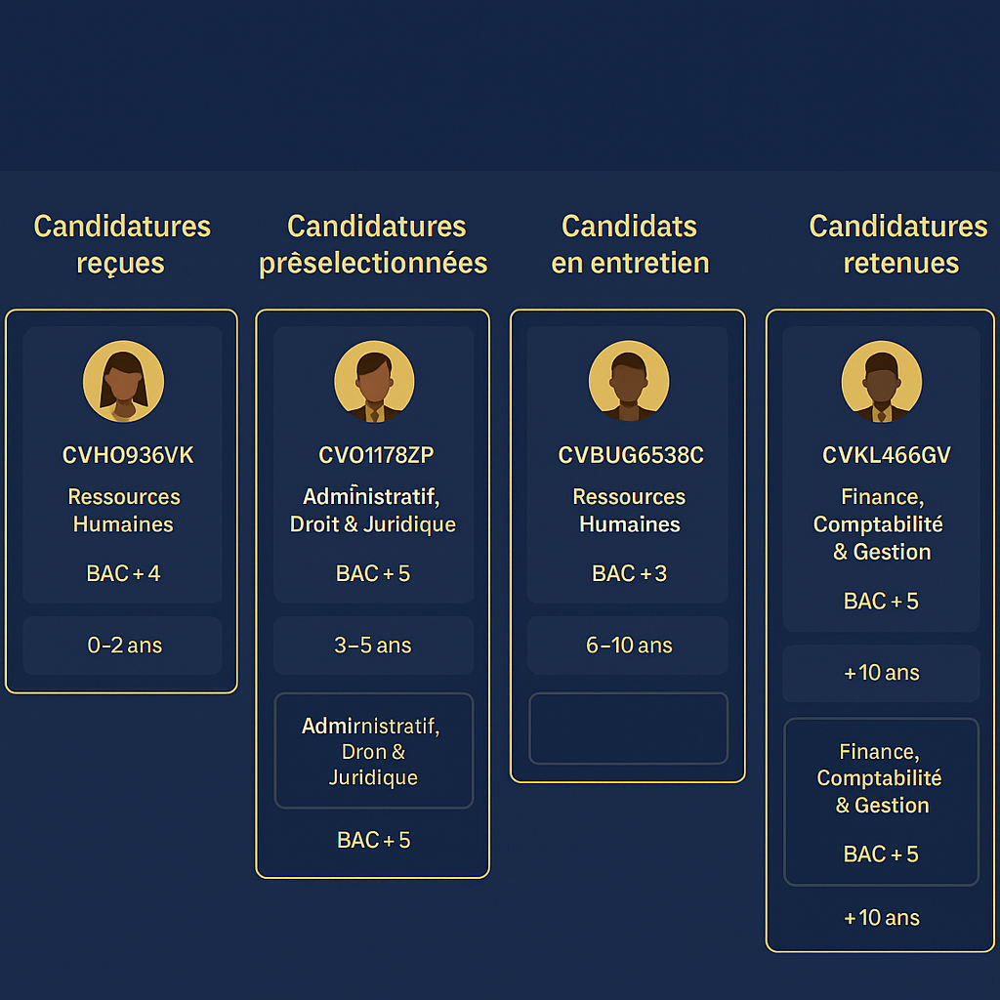 Candidatures
reçues
Candidatures
prêselectionnées
Candidats
en entretien
Candidatures
retenues
CVHO936VK
Ressources
Humaines
BAC + 4
0–2 ans
CVO1178ZP
Administratif,
Droit & Juridique
BAC + 5
3–5 ans
Admirnistratif,
Dron &
Juridique
BAC + 5
CVBUG6538C
Ressources
Humaines
BAC +3
6–10 ans
CVKL466GV
Finance,
Comptabilité
& Gestion
BAC + 5
+ 10 ans
Finance,
Comptabilité
& Gestion
BAC + 5
+ 10 ans